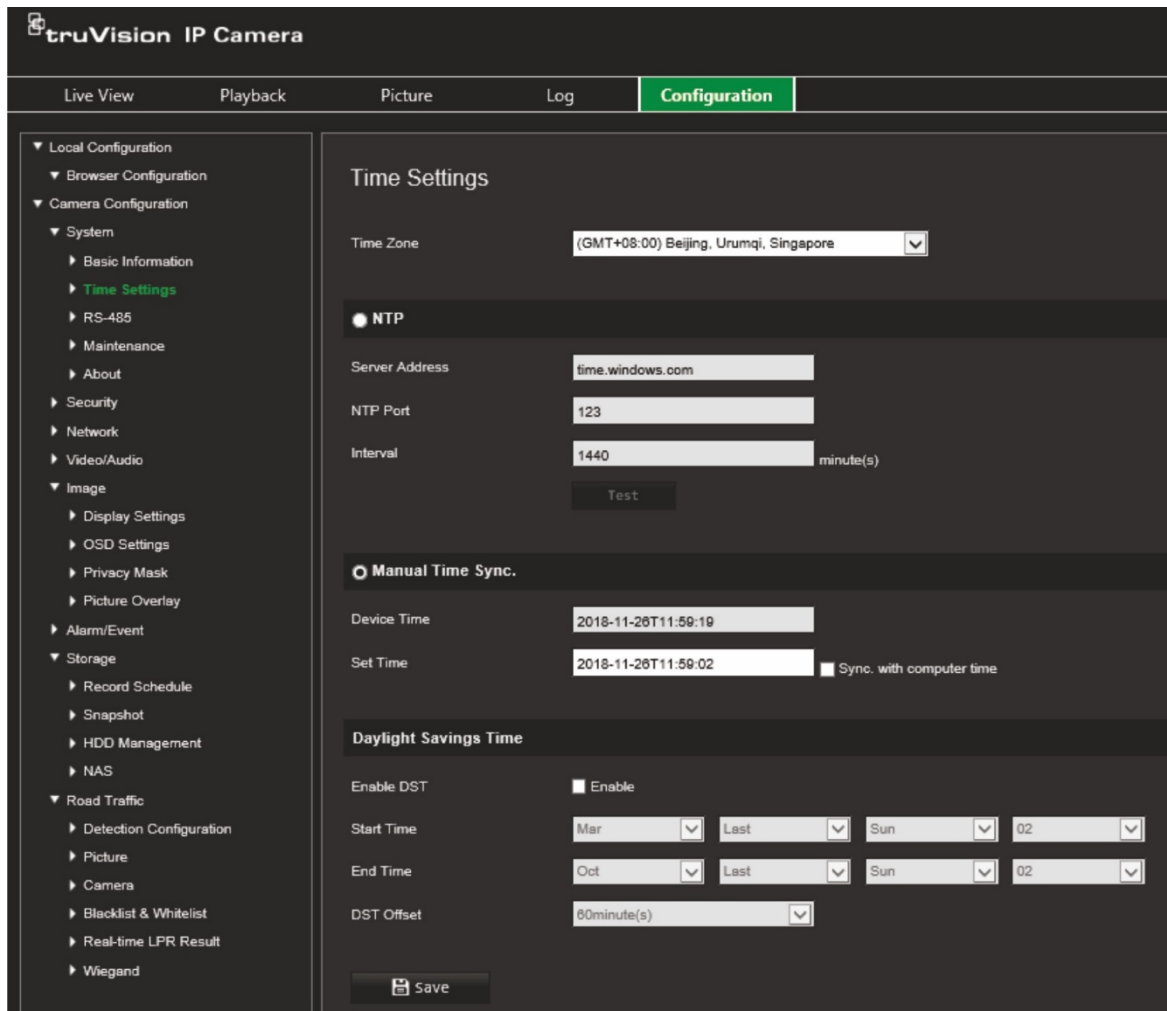 truVision IP Camera
Live View Playback Picture Log Configuration
Local Configuration
Browser Configuration
Camera Configuration
System
Basic Information
Time Settings
RS-485
Maintenance
About
Security
Network
Video/Audio
Image
Display Settings
OSD Settings
Privacy Mask
Picture Overlay
Alarm/Event
Storage
Record Schedule
Snapshot
HDD Management
NAS
Road Traffic
Detection Configuration
Picture
Camera
Blacklist & Whitelist
Real-time LPR Result
Wiegand
Time Settings
Time Zone (GMT+08:00) Beijing, Urumqi, Singapore
NTP
Server Address time.windows.com
NTP Port 123
Interval 1440 minute(s)
Test
Manual Time Sync.
Device Time 2018-11-26T11:59:19
Set Time 2018-11-26T11:59:02 Sync. with computer time
Daylight Savings Time
Enable DST Enable
Start Time Mar Last Sun 02
End Time Oct Last Sun 02
DST Offset 60minute(s)
Save